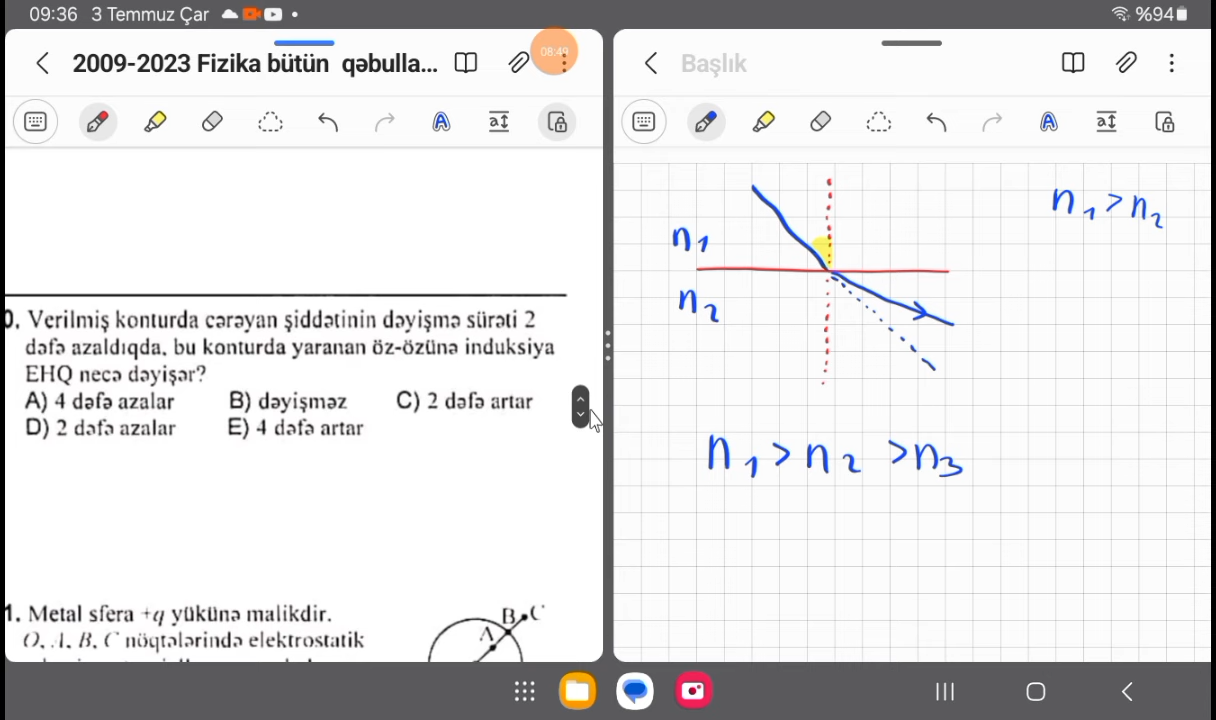 09:36 3 Temmuz Çar
%94
2009-2023 Fizika bütün qəbulla...
08:49
Başlık
0. Verilmiş konturda cərəyan şiddətinin dəyişmə sürəti 2
dəfə azaldıqda, bu konturda yaranan öz-özünə induksiya
EHQ necə dəyişər?
A) 4 dəfə azalar B) dəyişməz C) 2 dəfə artar
D) 2 dəfə azalar E) 4 dəfə artar
1. Metal sfera +q yükünə malikdir.
O, A, B, C nöqtələrində elektrostatik
B C
A
n1 > n2
n1
n2
n1 > n2 > n3